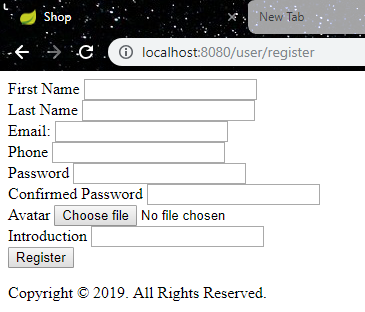 Shop
New Tab
localhost:8080/user/register
First Name
Last Name
Email:
Phone
Password
Confirmed Password
Avatar Choose file No file chosen
Introduction
Register
Copyright © 2019. All Rights Reserved.